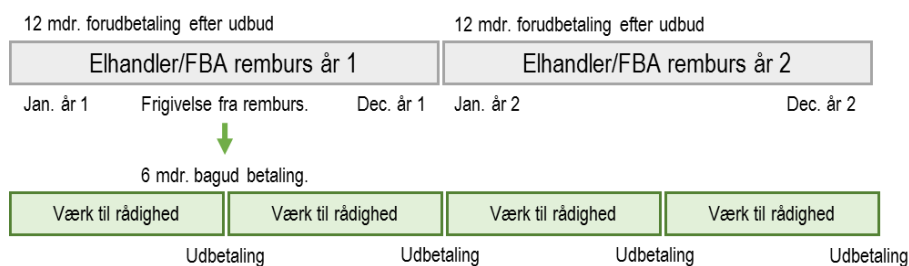 12 mdr. forudbetaling efter udbud
12 mdr. forudbetaling efter udbud
Elhandler/FBA remburs år 1
Elhandler/FBA remburs år 2
Jan. år 1
Frigivelse fra remburs.
Dec. år 1
Jan. år 2
Dec. år 2
6 mdr. bagud betaling.
Værk til rådighed
Værk til rådighed
Værk til rådighed
Værk til rådighed
Udbetaling
Udbetaling
Udbetaling
Udbetaling